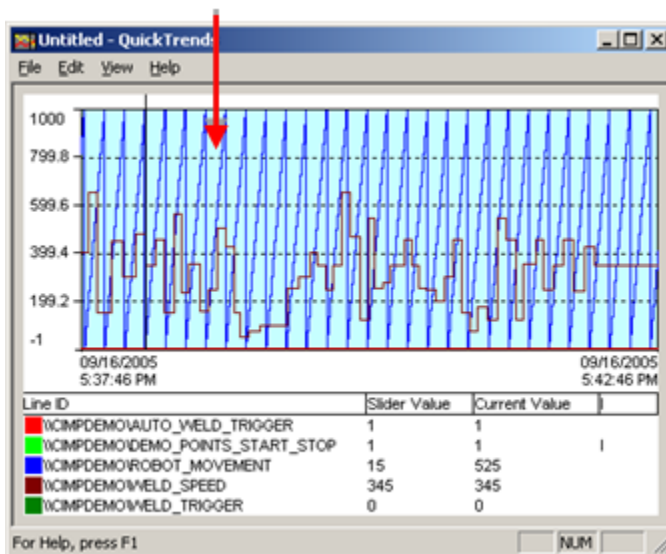 Untitled - QuickTrends
File Edit View Help
1000
799.8
599.6
399.4
199.2
-1
09/16/2005 09/16/2005
5:37:46 PM 5:42:46 PM
Line ID Slider Value Current Value I
\\CIMPDEMO\AUTO_WELD_TRIGGER 1 1
\\CIMPDEMO\DEMO_POINTS_START_STOP 1 1 I
\\CIMPDEMO\ROBOT_MOVEMENT 15 525
\\CIMPDEMO\WELD_SPEED 345 345
\\CIMPDEMO\WELD_TRIGGER 0 0
For Help, press F1 NUM